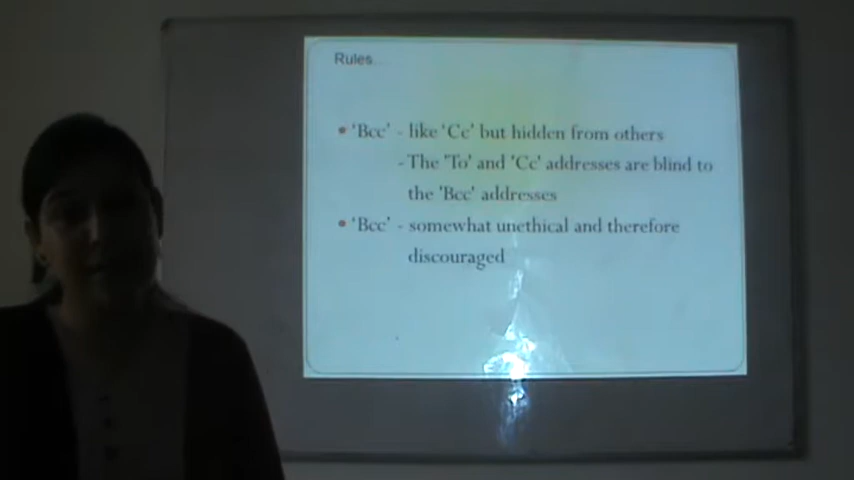 Rules...
• 'Bcc' - like 'Cc' but hidden from others
- The 'To' and 'Cc' addresses are blind to
the 'Bcc' addresses
• 'Bcc' - somewhat unethical and therefore
discouraged